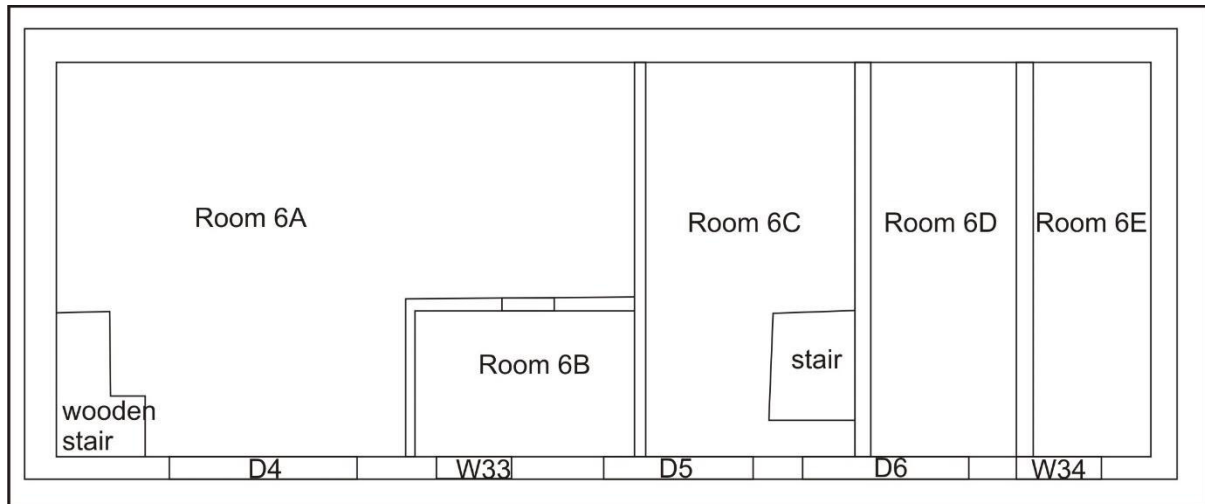 Room 6A
Room 6C
Room 6D
Room 6E
Room 6B
stair
wooden
stair
D4
W33
D5
D6
W34